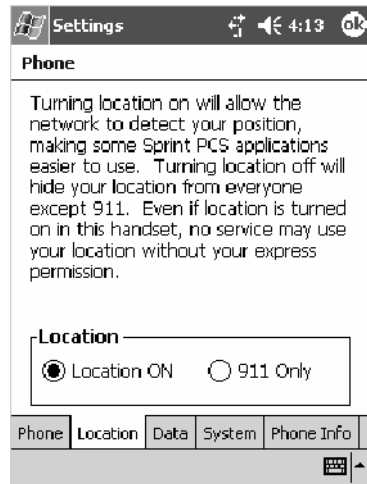 Settings 4:13 ok
Phone
Turning location on will allow the
network to detect your position,
making some Sprint PCS applications
easier to use. Turning location off will
hide your location from everyone
except 911. Even if location is turned
on in this handset, no service may use
your location without your express
permission.
Location
Location ON 911 Only
Phone Location Data System Phone Info